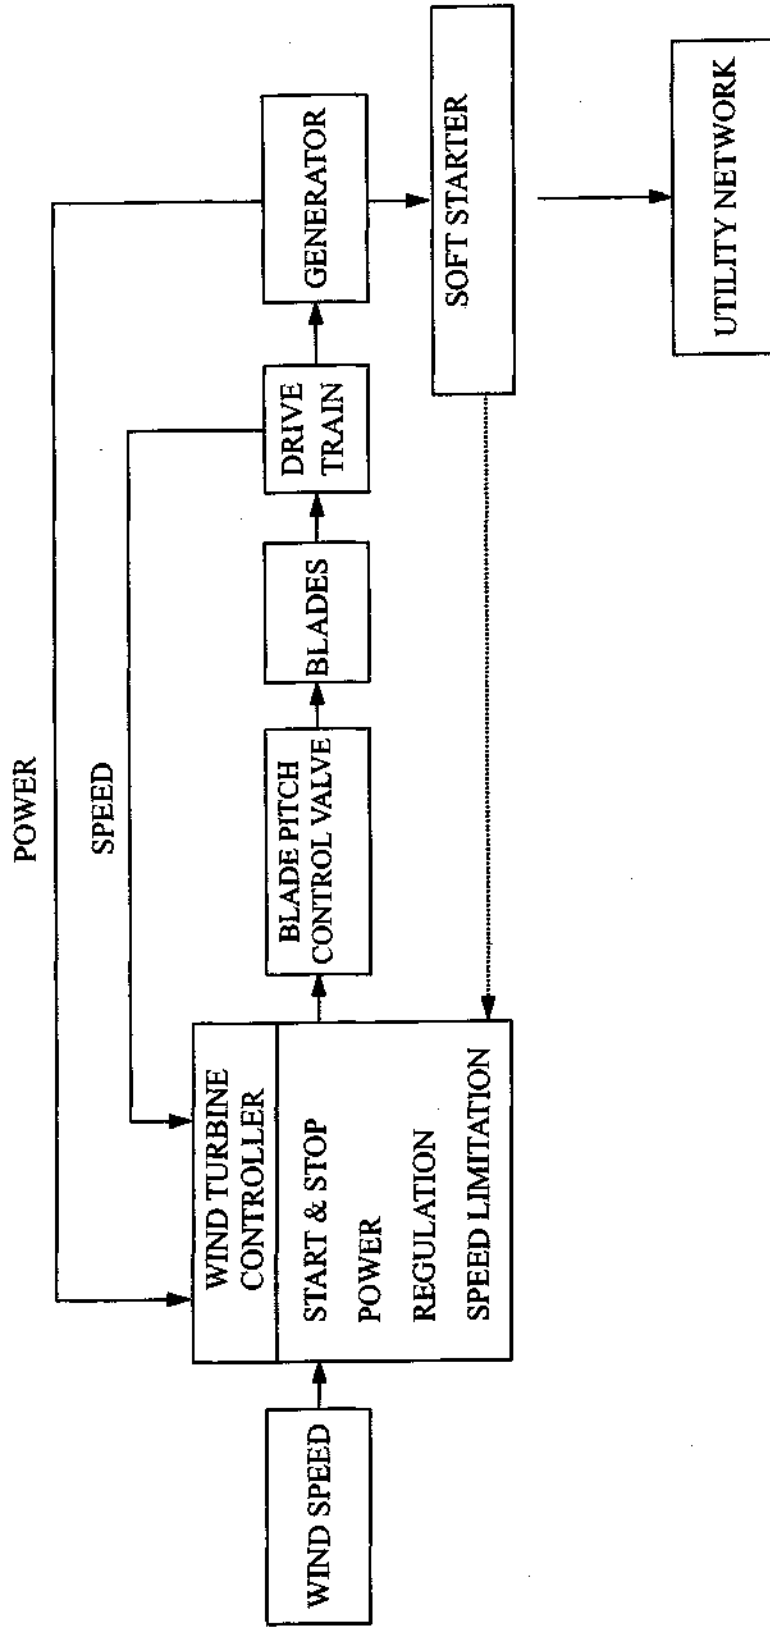 POWER
SPEED
WIND SPEED
WIND TURBINE
CONTROLLER
START & STOP
POWER
REGULATION
SPEED LIMITATION
BLADE PITCH
CONTROL VALVE
BLADES
DRIVE
TRAIN
GENERATOR
SOFT STARTER
UTILITY NETWORK